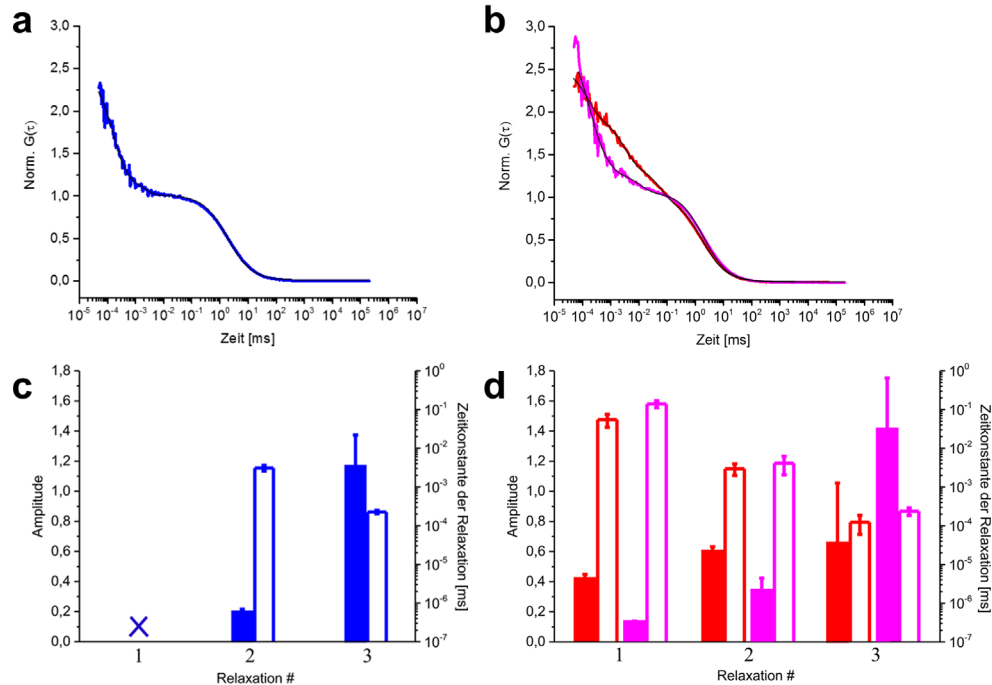 a
3,0
2,5
2,0
1,5
1,0
0,5
0,0
Norm. G(τ)
10⁻⁵ 10⁻⁴ 10⁻³ 10⁻² 10⁻¹ 10⁰ 10¹ 10² 10³ 10⁴ 10⁵ 10⁶ 10⁷
Zeit [ms]
b
3,0
2,5
2,0
1,5
1,0
0,5
0,0
Norm. G(τ)
10⁻⁵ 10⁻⁴ 10⁻³ 10⁻² 10⁻¹ 10⁰ 10¹ 10² 10³ 10⁴ 10⁵ 10⁶ 10⁷
Zeit [ms]
c
1,8
1,6
1,4
1,2
1,0
0,8
0,6
0,4
0,2
0,0
Amplitude
1 2 3
Relaxation #
10⁰
10⁻¹
10⁻²
10⁻³
10⁻⁴
10⁻⁵
10⁻⁶
10⁻⁷
Zeitkonstante der Relaxation [ms]
d
1,8
1,6
1,4
1,2
1,0
0,8
0,6
0,4
0,2
0,0
Amplitude
1 2 3
Relaxation #
10⁰
10⁻¹
10⁻²
10⁻³
10⁻⁴
10⁻⁵
10⁻⁶
10⁻⁷
Zeitkonstante der Relaxation [ms]